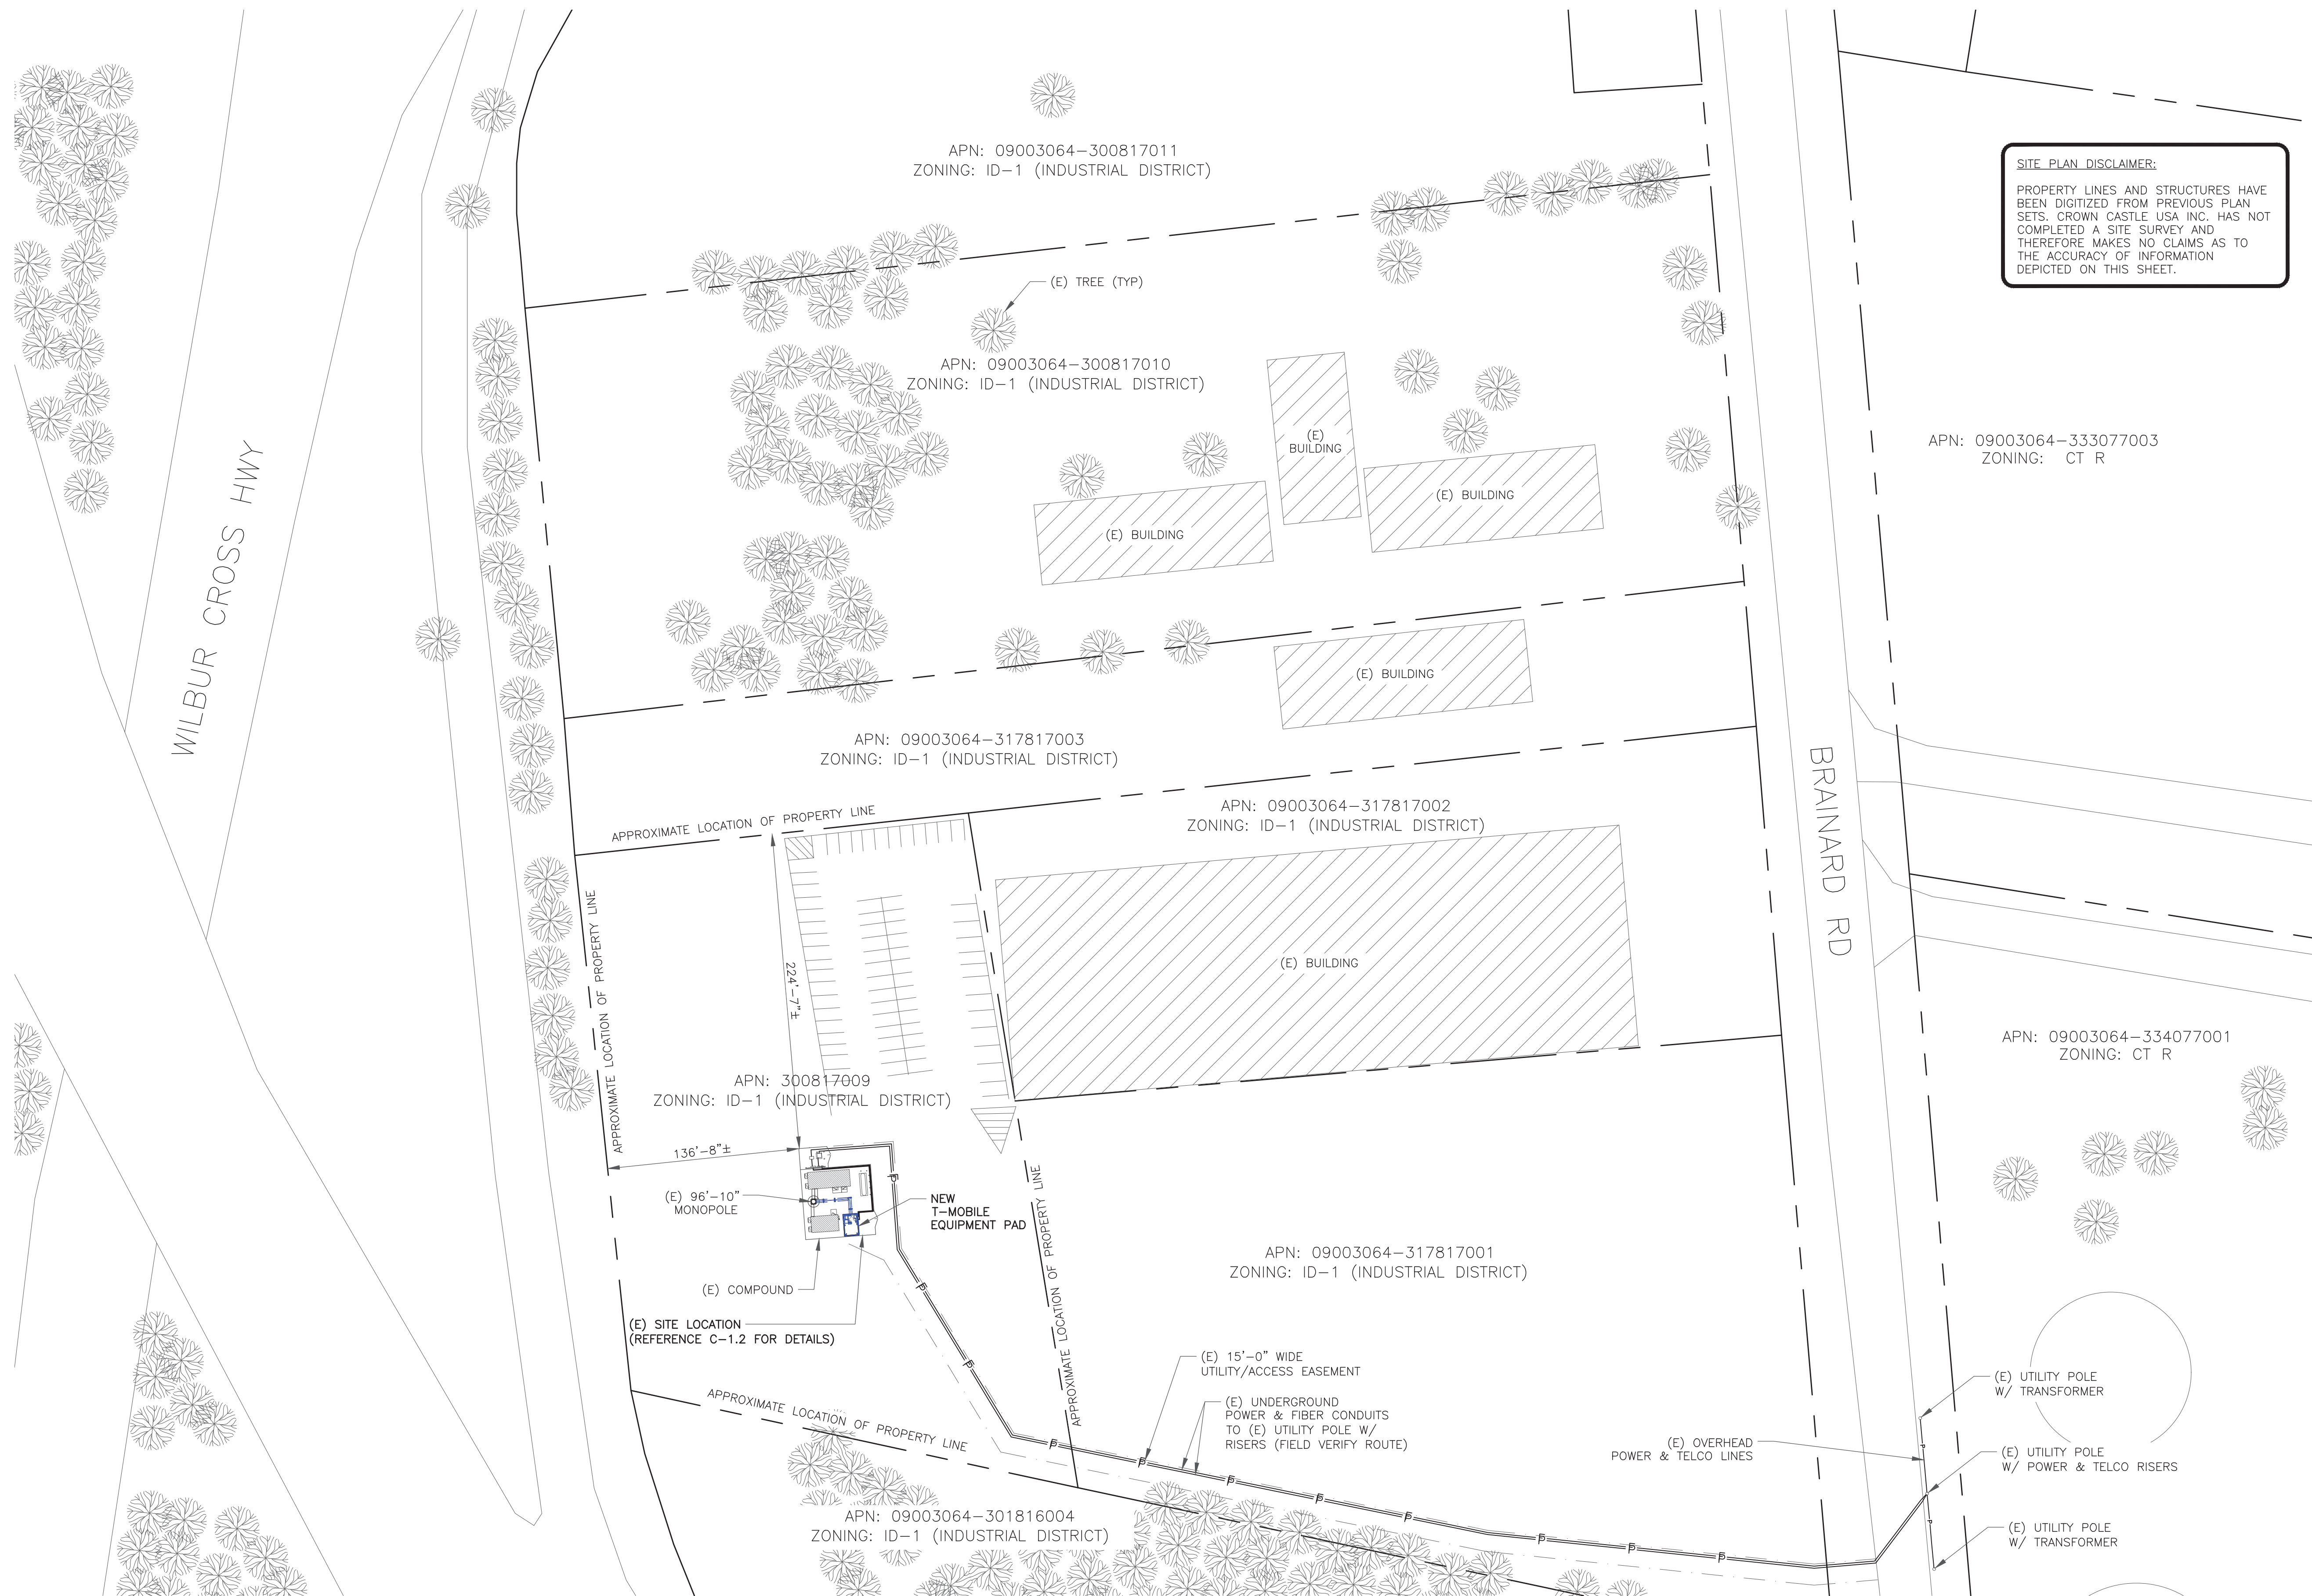 APN: 09003064-300817011
ZONING: ID-1 (INDUSTRIAL DISTRICT)
SITE PLAN DISCLAIMER:
PROPERTY LINES AND STRUCTURES HAVE
BEEN DIGITIZED FROM PREVIOUS PLAN
SETS. CROWN CASTLE USA INC. HAS NOT
COMPLETED A SITE SURVEY AND
THEREFORE MAKES NO CLAIMS AS TO
THE ACCURACY OF INFORMATION
DEPICTED ON THIS SHEET.
(E) TREE (TYP)
APN: 09003064-300817010
ZONING: ID-1 (INDUSTRIAL DISTRICT)
(E)
BUILDING
(E) BUILDING
(E) BUILDING
APN: 09003064-333077003
ZONING: CT R
WILBUR CROSS HWY
(E) BUILDING
APN: 09003064-317817003
ZONING: ID-1 (INDUSTRIAL DISTRICT)
APPROXIMATE LOCATION OF PROPERTY LINE
APN: 09003064-317817002
ZONING: ID-1 (INDUSTRIAL DISTRICT)
BRAINARD RD
APPROXIMATE LOCATION OF PROPERTY LINE
224'-7"±
(E) BUILDING
APN: 09003064-334077001
ZONING: CT R
APN: 300817009
ZONING: ID-1 (INDUSTRIAL DISTRICT)
136'-8"±
(E) 96'-10"
MONOPOLE
NEW
T-MOBILE
EQUIPMENT PAD
APPROXIMATE LOCATION OF PROPERTY LINE
APN: 09003064-317817001
ZONING: ID-1 (INDUSTRIAL DISTRICT)
(E) COMPOUND
(E) SITE LOCATION
(REFERENCE C-1.2 FOR DETAILS)
(E) 15'-0" WIDE
UTILITY/ACCESS EASEMENT
(E) UNDERGROUND
POWER & FIBER CONDUITS
TO (E) UTILITY POLE W/
RISERS (FIELD VERIFY ROUTE)
APPROXIMATE LOCATION OF PROPERTY LINE
(E) UTILITY POLE
W/ TRANSFORMER
(E) OVERHEAD
POWER & TELCO LINES
(E) UTILITY POLE
W/ POWER & TELCO RISERS
APN: 09003064-301816004
ZONING: ID-1 (INDUSTRIAL DISTRICT)
(E) UTILITY POLE
W/ TRANSFORMER